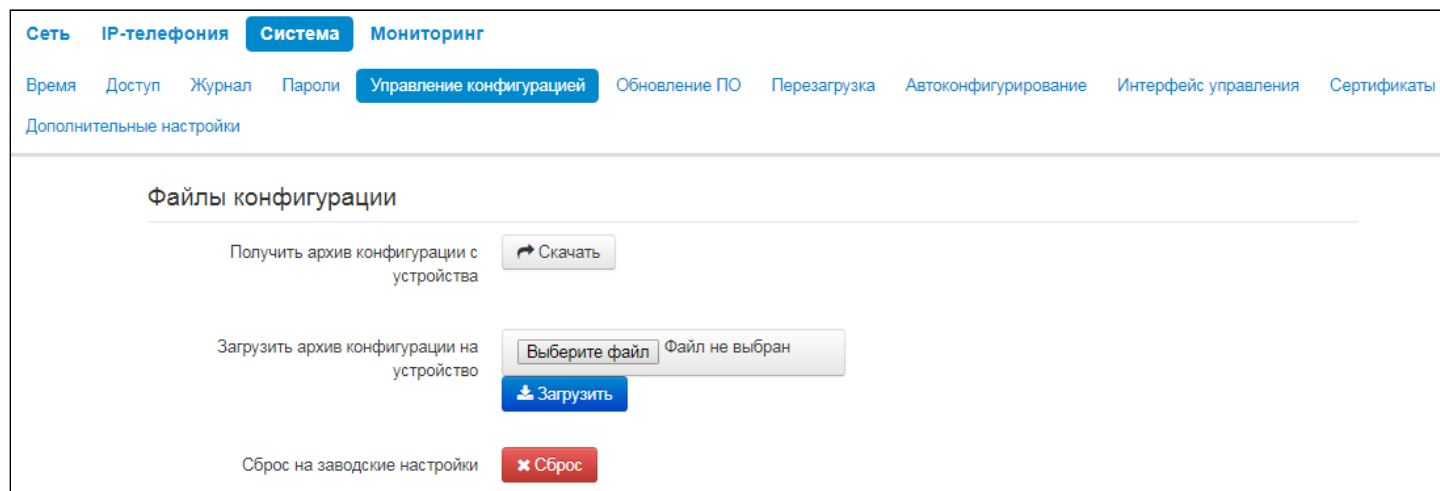 Сеть IP-телефония Система Мониторинг
Время Доступ Журнал Пароли Управление конфигурацией Обновление ПО Перезагрузка Автоконфигурирование Интерфейс управления Сертификаты
Дополнительные настройки
Файлы конфигурации
Получить архив конфигурации с устройства Скачать
Загрузить архив конфигурации на устройство Выберите файл Файл не выбран
Загрузить
Сброс на заводские настройки Сброс